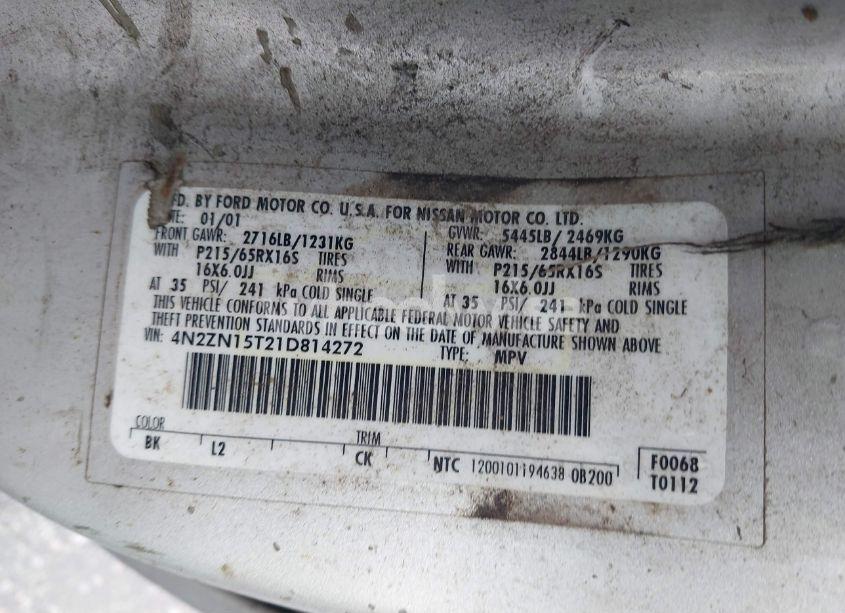 FD. BY FORD MOTOR CO. U.S.A. FOR NISSAN MOTOR CO. LTD.
TE: 01/01 GVWR: 5445LB/ 2469KG
FRONT GAWR: 2716LB/1231KG REAR GAWR: 2844LB/1290KG
WITH P215/65RX16S TIRES WITH P215/65RX16S TIRES
16X6.0JJ RIMS 16X6.0JJ RIMS
AT 35 PSI/ 241 kPa COLD SINGLE AT 35 PSI/ 241 kPa COLD SINGLE
THIS VEHICLE CONFORMS TO ALL APPLICABLE FEDERAL MOTOR VEHICLE SAFETY AND
THEFT PREVENTION STANDARDS IN EFFECT ON THE DATE OF MANUFACTURE SHOWN ABOVE
VIN: 4N2ZN15T21D814272 TYPE: MPV
COLOR TRIM
BK L2 CK NTC 1200101194638 0B200 F0068
T0112